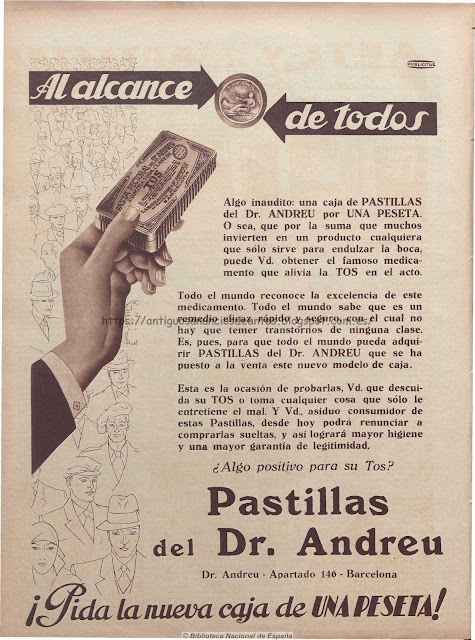 PUBLICITAS
Al alcance
de todos
PASTA PECTORAL
TOS
Algo inaudito: una caja de PASTILLAS
del Dr. ANDREU por UNA PESETA.
O sea, que por la suma que muchos
invierten en un producto cualquiera
que sólo sirve para endulzar la boca,
puede Vd. obtener el famoso medica-
mento que alivia la TOS en el acto.
Todo el mundo reconoce la excelencia de este
medicamento. Todo el mundo sabe que es un
remedio eficaz, rápido y seguro, con el cual no
https://antiguosanunciosdecarros.blogspot.com.es/
hay que temer transtornos de ninguna clase.
Es, pues, para que todo el mundo pueda adqui-
rir PASTILLAS del Dr. ANDREU que se ha
puesto a la venta este nuevo modelo de caja.
Esta es la ocasión de probarlas, Vd. que descui-
da su TOS o toma cualquier cosa que sólo le
entretiene el mal. Y Vd., asiduo consumidor de
estas Pastillas, desde hoy podrá renunciar a
comprarlas sueltas, y así logrará mayor higiene
y una mayor garantía de legitimidad.
¿Algo positivo para su Tos?
Pastillas
del Dr. Andreu
Dr. Andreu - Apartado 146 - Barcelona
¡Pida la nueva caja de UNA PESETA!
© Biblioteca Nacional de España